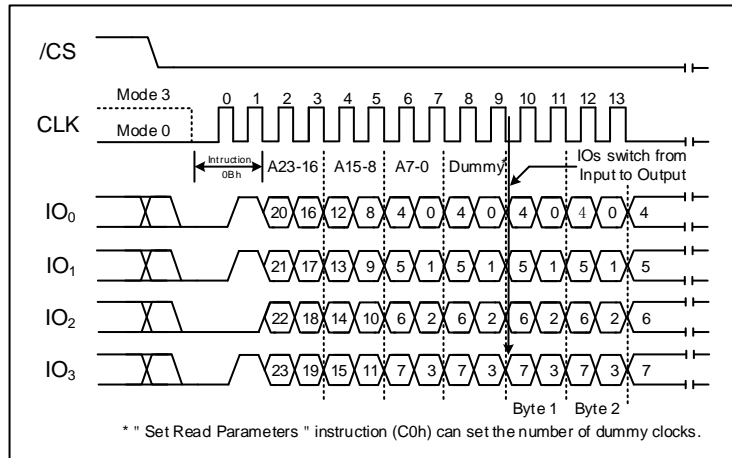 /CS
Mode 3
0 1 2 3 4 5 6 7 8 9 10 11 12 13
CLK
Mode 0
Intruction
0Bh
A23-16 A15-8 A7-0 Dummy*
IOs switch from
Input to Output
IO0 20 16 12 8 4 0 4 0 4 0 4 0 4
IO1 21 17 13 9 5 1 5 1 5 1 5 1 5
IO2 22 18 14 10 6 2 6 2 6 2 6 2 6
IO3 23 19 15 11 7 3 7 3 7 3 7 3 7
Byte 1 Byte 2
* " Set Read Parameters " instruction (C0h) can set the number of dummy clocks.